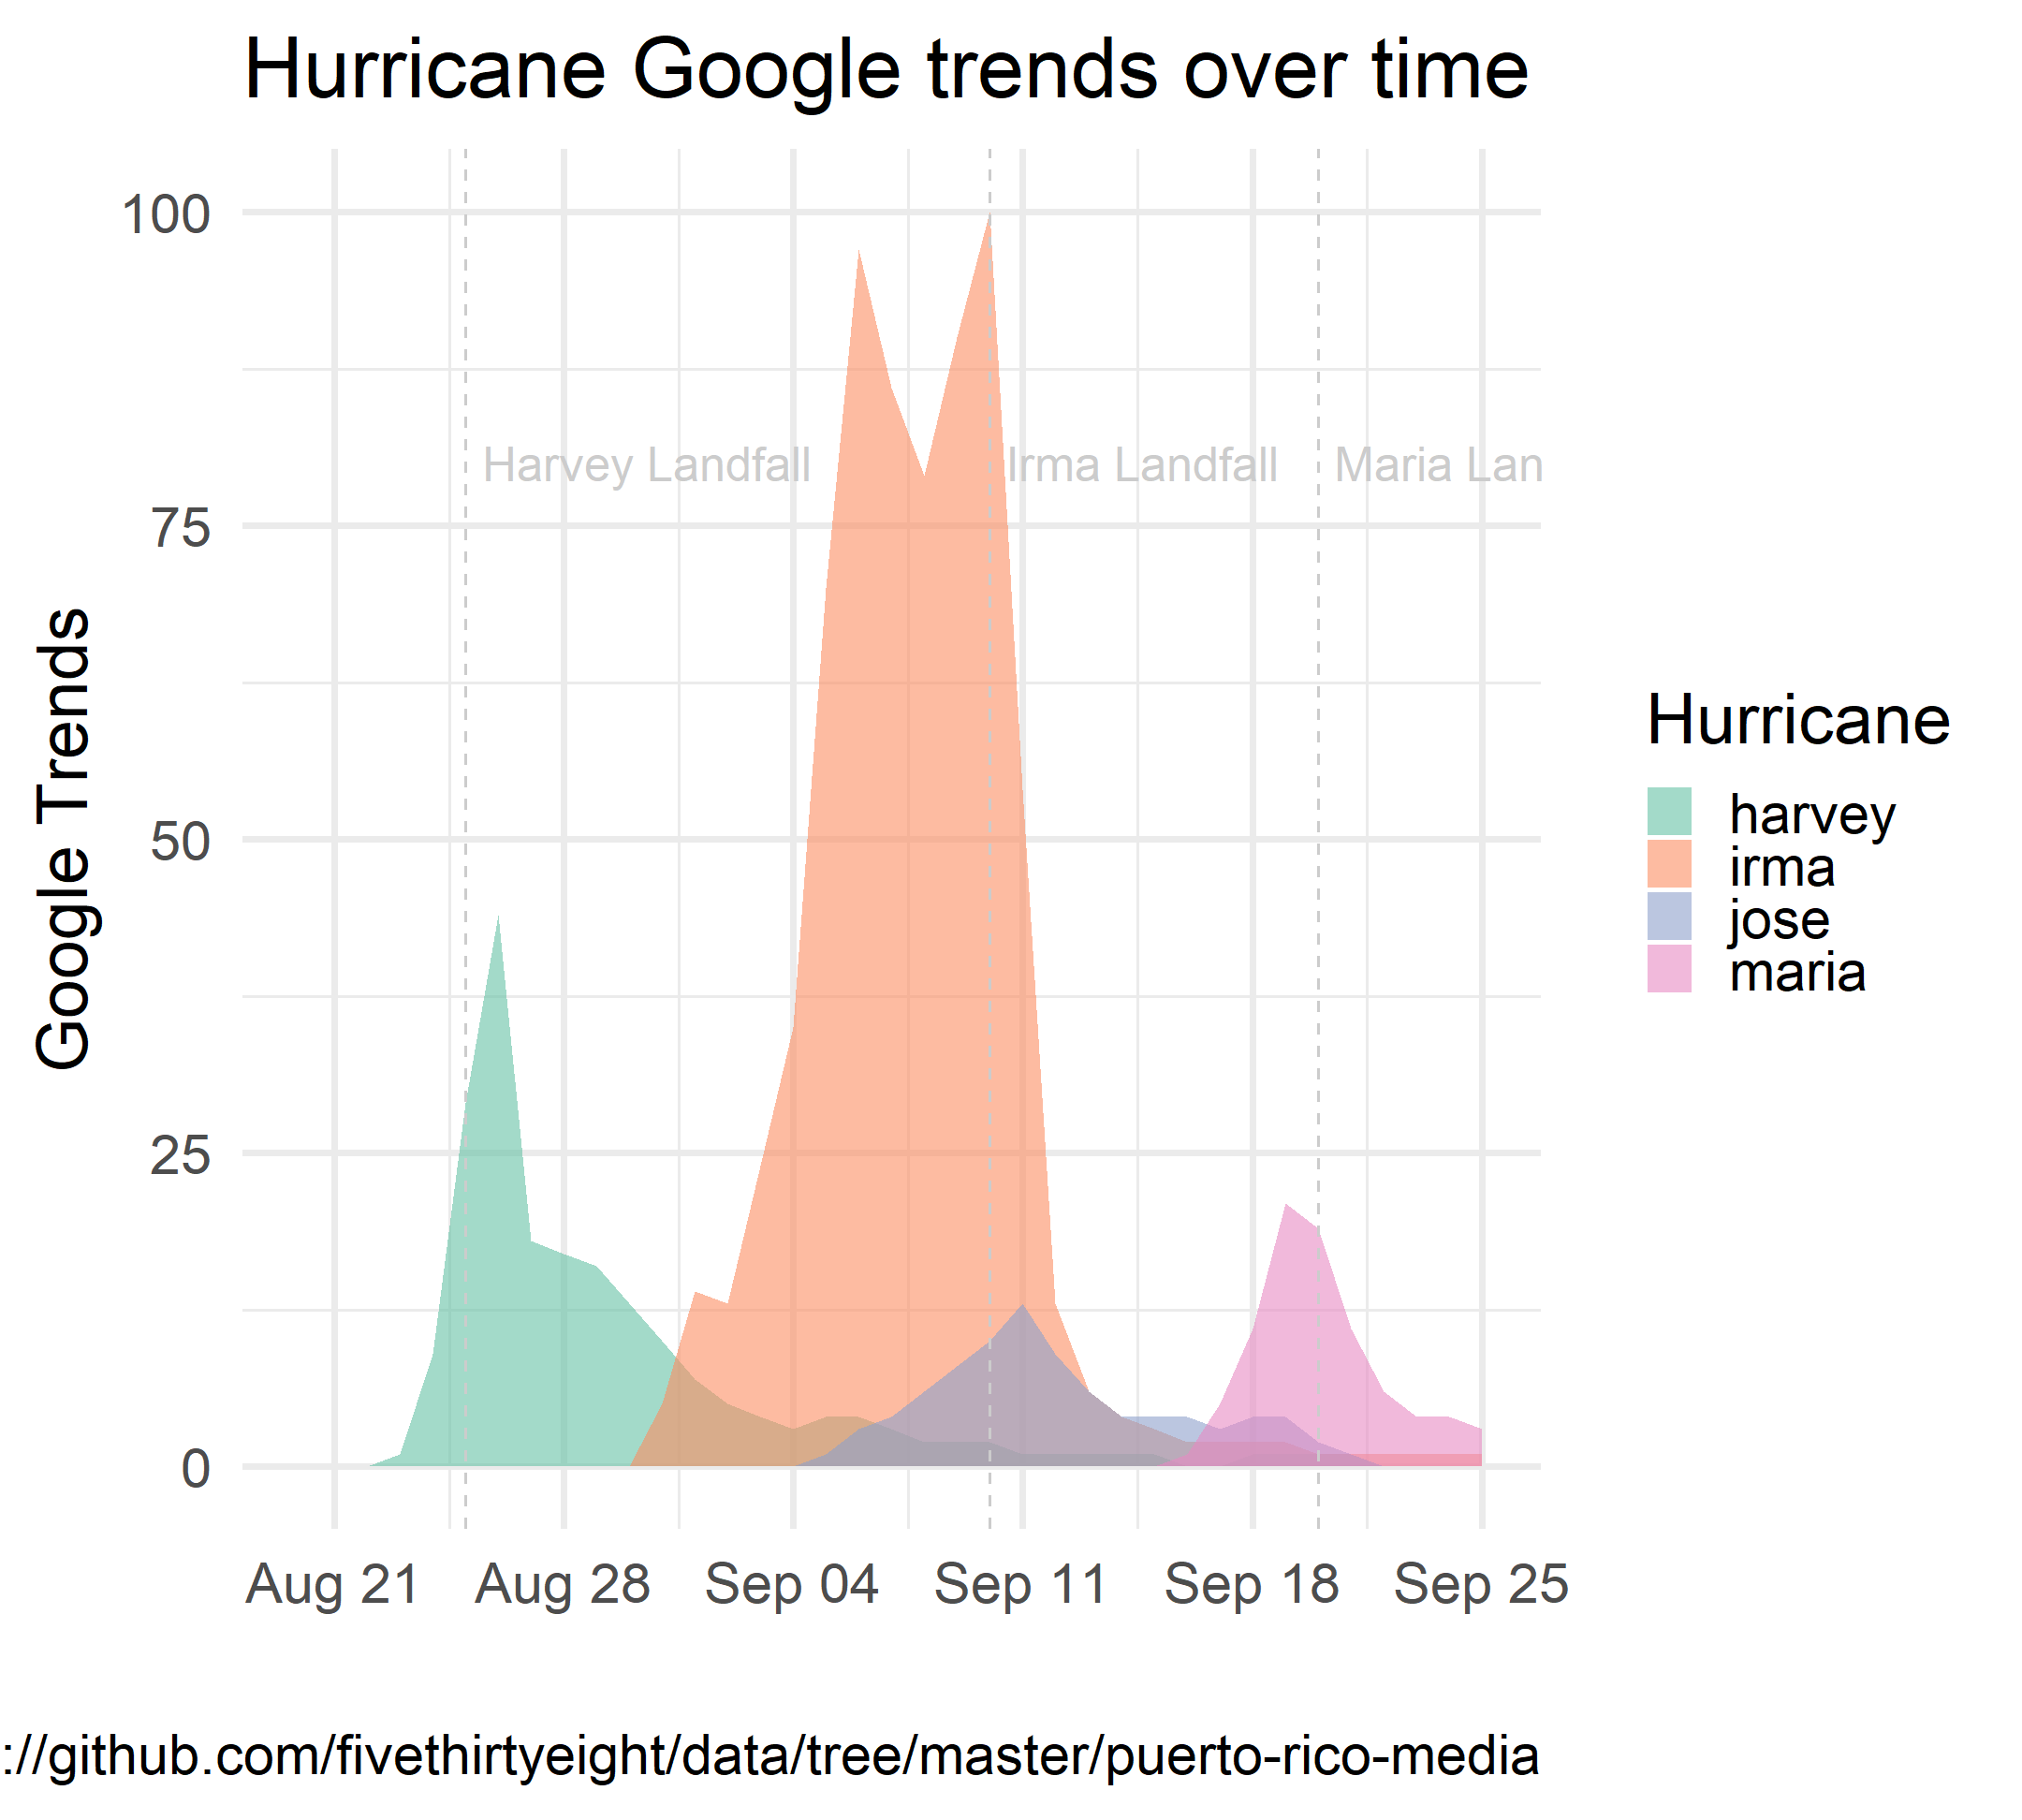 Hurricane Google trends over time
100
75
50
25
0
Google Trends
Harvey Landfall
Irma Landfall
Maria Lan
Aug 21
Aug 28
Sep 04
Sep 11
Sep 18
Sep 25
Hurricane
harvey
irma
jose
maria
://github.com/fivethirtyeight/data/tree/master/puerto-rico-media